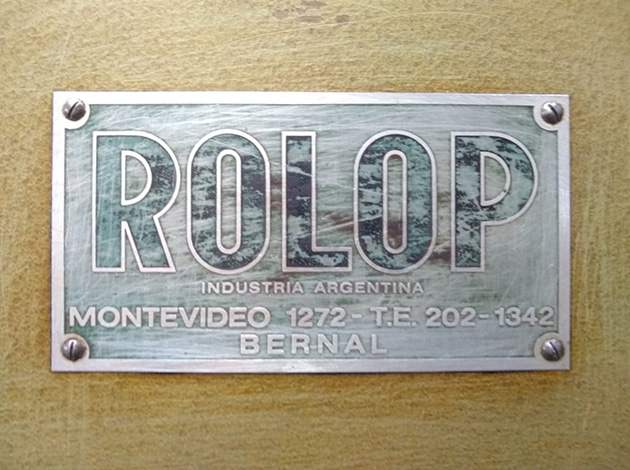 ROLOP
INDUSTRIA ARGENTINA
MONTEVIDEO 1272 - T.E. 202-1342
BERNAL